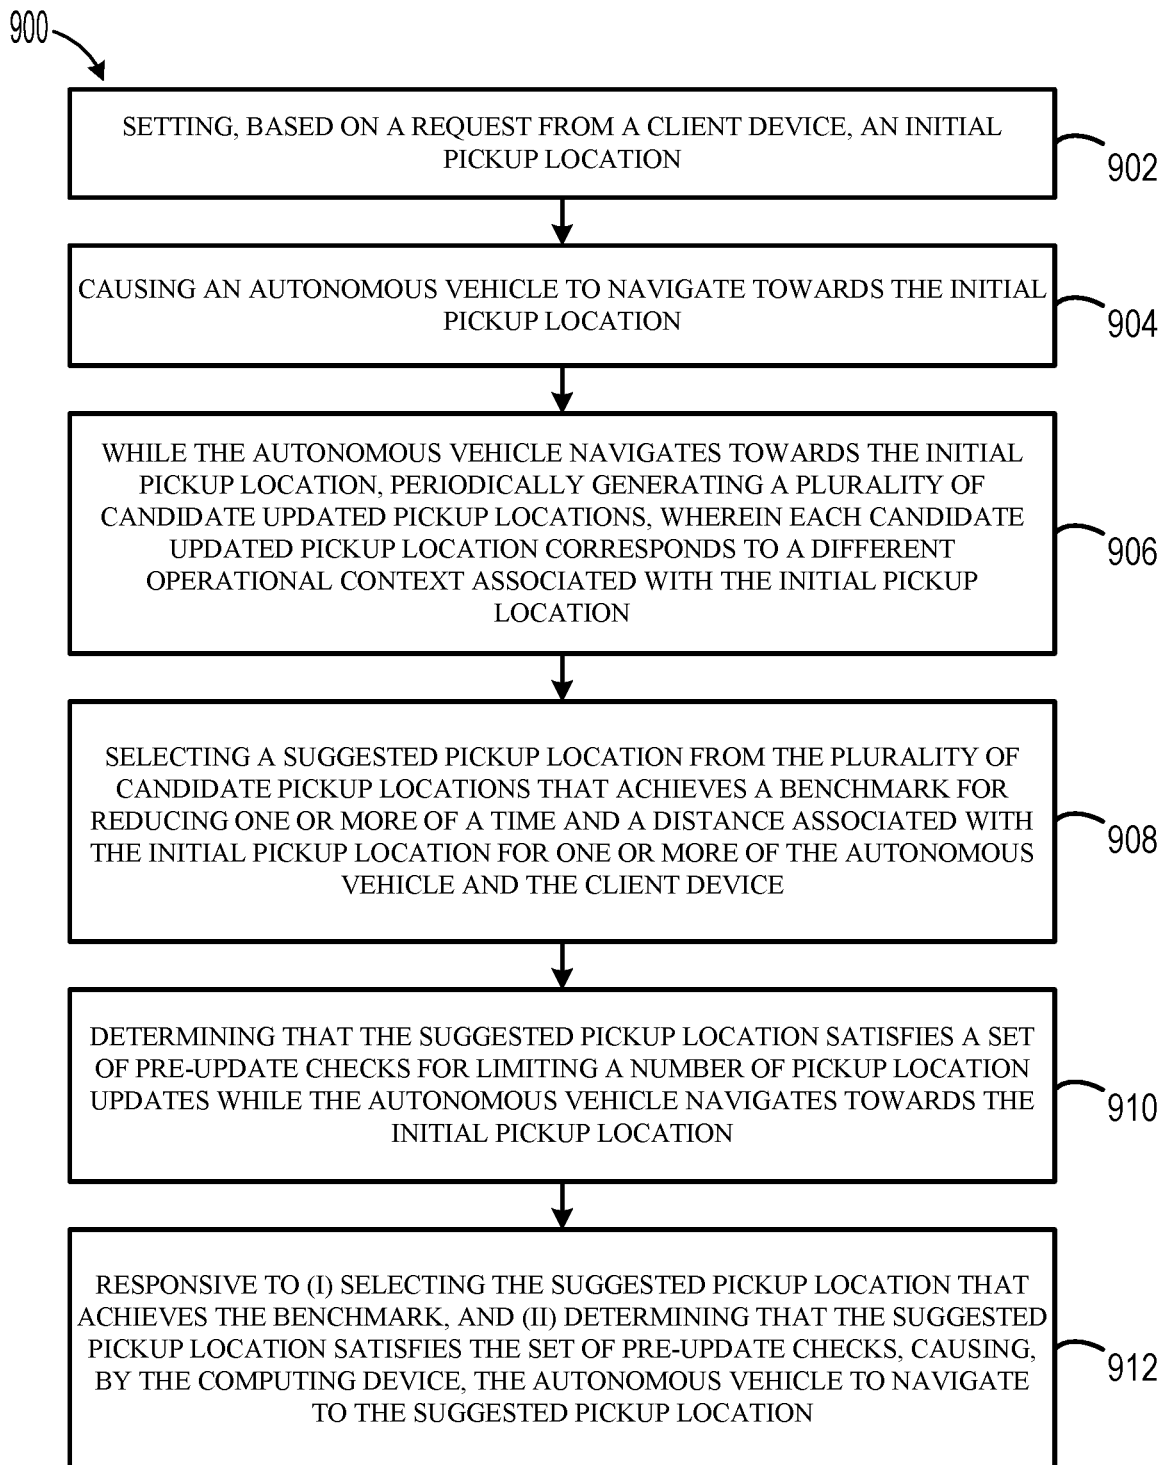 900
SETTING, BASED ON A REQUEST FROM A CLIENT DEVICE, AN INITIAL
PICKUP LOCATION
902
CAUSING AN AUTONOMOUS VEHICLE TO NAVIGATE TOWARDS THE INITIAL
PICKUP LOCATION
904
WHILE THE AUTONOMOUS VEHICLE NAVIGATES TOWARDS THE INITIAL
PICKUP LOCATION, PERIODICALLY GENERATING A PLURALITY OF
CANDIDATE UPDATED PICKUP LOCATIONS, WHEREIN EACH CANDIDATE
UPDATED PICKUP LOCATION CORRESPONDS TO A DIFFERENT
OPERATIONAL CONTEXT ASSOCIATED WITH THE INITIAL PICKUP
LOCATION
906
SELECTING A SUGGESTED PICKUP LOCATION FROM THE PLURALITY OF
CANDIDATE PICKUP LOCATIONS THAT ACHIEVES A BENCHMARK FOR
REDUCING ONE OR MORE OF A TIME AND A DISTANCE ASSOCIATED WITH
THE INITIAL PICKUP LOCATION FOR ONE OR MORE OF THE AUTONOMOUS
VEHICLE AND THE CLIENT DEVICE
908
DETERMINING THAT THE SUGGESTED PICKUP LOCATION SATISFIES A SET
OF PRE-UPDATE CHECKS FOR LIMITING A NUMBER OF PICKUP LOCATION
UPDATES WHILE THE AUTONOMOUS VEHICLE NAVIGATES TOWARDS THE
INITIAL PICKUP LOCATION
910
RESPONSIVE TO (I) SELECTING THE SUGGESTED PICKUP LOCATION THAT
ACHIEVES THE BENCHMARK, AND (II) DETERMINING THAT THE SUGGESTED
PICKUP LOCATION SATISFIES THE SET OF PRE-UPDATE CHECKS, CAUSING,
BY THE COMPUTING DEVICE, THE AUTONOMOUS VEHICLE TO NAVIGATE
TO THE SUGGESTED PICKUP LOCATION
912